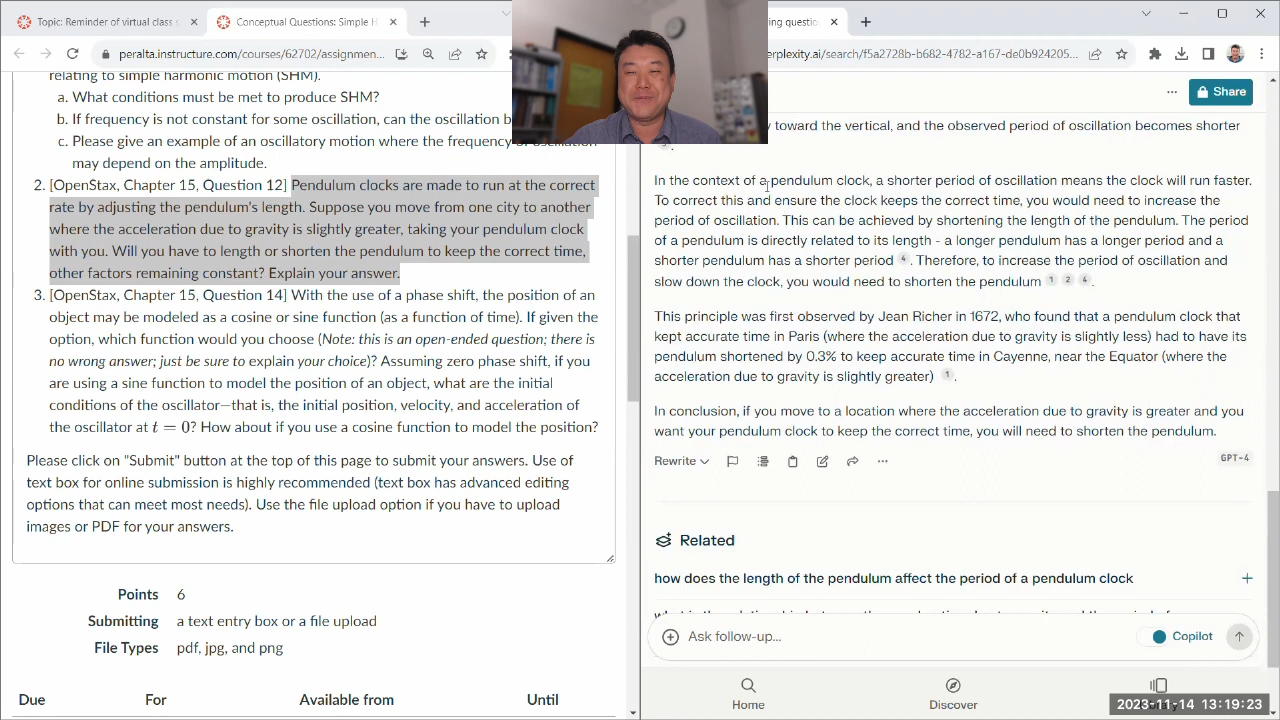 Topic: Reminder of virtual class s
Conceptual Questions: Simple H
ing question
peralta.instructure.com/courses/62702/assignmen...
erplexity.ai/search/f5a2728b-b682-4782-a167-de0b924205...
relating to simple harmonic motion (SHM).
a. What conditions must be met to produce SHM?
b. If frequency is not constant for some oscillation, can the oscillation b
c. Please give an example of an oscillatory motion where the frequency of oscillation
may depend on the amplitude.
2. [OpenStax, Chapter 15, Question 12] Pendulum clocks are made to run at the correct
rate by adjusting the pendulum's length. Suppose you move from one city to another
where the acceleration due to gravity is slightly greater, taking your pendulum clock
with you. Will you have to length or shorten the pendulum to keep the correct time,
other factors remaining constant? Explain your answer.
3. [OpenStax, Chapter 15, Question 14] With the use of a phase shift, the position of an
object may be modeled as a cosine or sine function (as a function of time). If given the
option, which function would you choose (Note: this is an open-ended question; there is
no wrong answer; just be sure to explain your choice)? Assuming zero phase shift, if you
are using a sine function to model the position of an object, what are the initial
conditions of the oscillator—that is, the initial position, velocity, and acceleration of
the oscillator at t = 0? How about if you use a cosine function to model the position?
Please click on "Submit" button at the top of this page to submit your answers. Use of
text box for online submission is highly recommended (text box has advanced editing
options that can meet most needs). Use the file upload option if you have to upload
images or PDF for your answers.
Points 6
Submitting a text entry box or a file upload
File Types pdf, jpg, and png
Due For Available from Until
Share
y toward the vertical, and the observed period of oscillation becomes shorter
.
In the context of a pendulum clock, a shorter period of oscillation means the clock will run faster.
To correct this and ensure the clock keeps the correct time, you would need to increase the
period of oscillation. This can be achieved by shortening the length of the pendulum. The period
of a pendulum is directly related to its length - a longer pendulum has a longer period and a
shorter pendulum has a shorter period 4 . Therefore, to increase the period of oscillation and
slow down the clock, you would need to shorten the pendulum 1 2 4 .
This principle was first observed by Jean Richer in 1672, who found that a pendulum clock that
kept accurate time in Paris (where the acceleration due to gravity is slightly less) had to have its
pendulum shortened by 0.3% to keep accurate time in Cayenne, near the Equator (where the
acceleration due to gravity is slightly greater) 1 .
In conclusion, if you move to a location where the acceleration due to gravity is greater and you
want your pendulum clock to keep the correct time, you will need to shorten the pendulum.
Rewrite
GPT-4
Related
how does the length of the pendulum affect the period of a pendulum clock
Ask follow-up...
Copilot
Home
Discover
2023-11-14 13:19:23